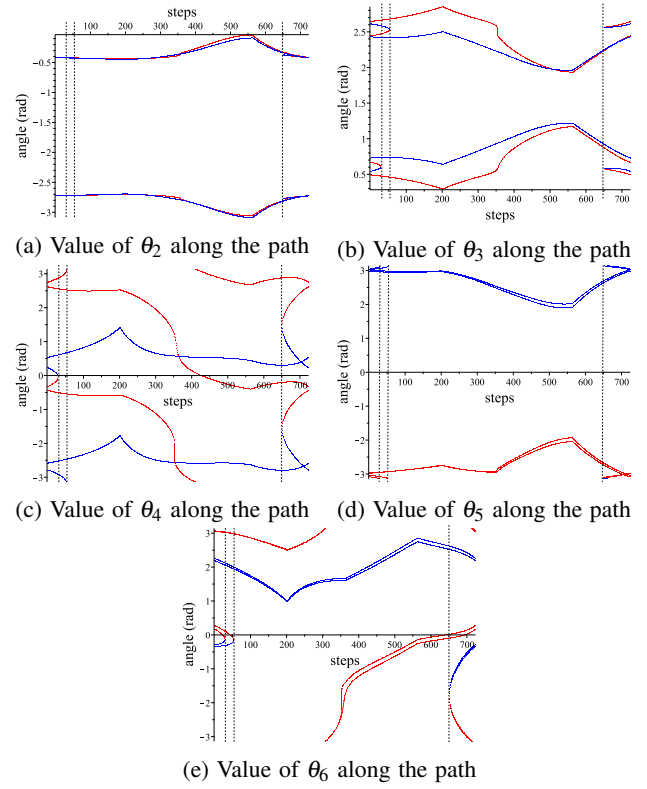 steps
100 200 300 400 500 600 700
−0.5
−1
−1.5
−2
−2.5
−3
angle (rad)
(a) Value of θ2 along the path
2.5
2
1.5
1
0.5
angle (rad)
100 200 300 400 500 600 700
steps
(b) Value of θ3 along the path
3
2
1
0
−1
−2
−3
angle (rad)
100 200 300 400 500 600 700
steps
(c) Value of θ4 along the path
3
2
1
0
−1
−2
−3
angle (rad)
100 200 300 400 500 600 700
steps
(d) Value of θ5 along the path
3
2
1
0
−1
−2
−3
angle (rad)
100 200 300 400 500 600 700
steps
(e) Value of θ6 along the path